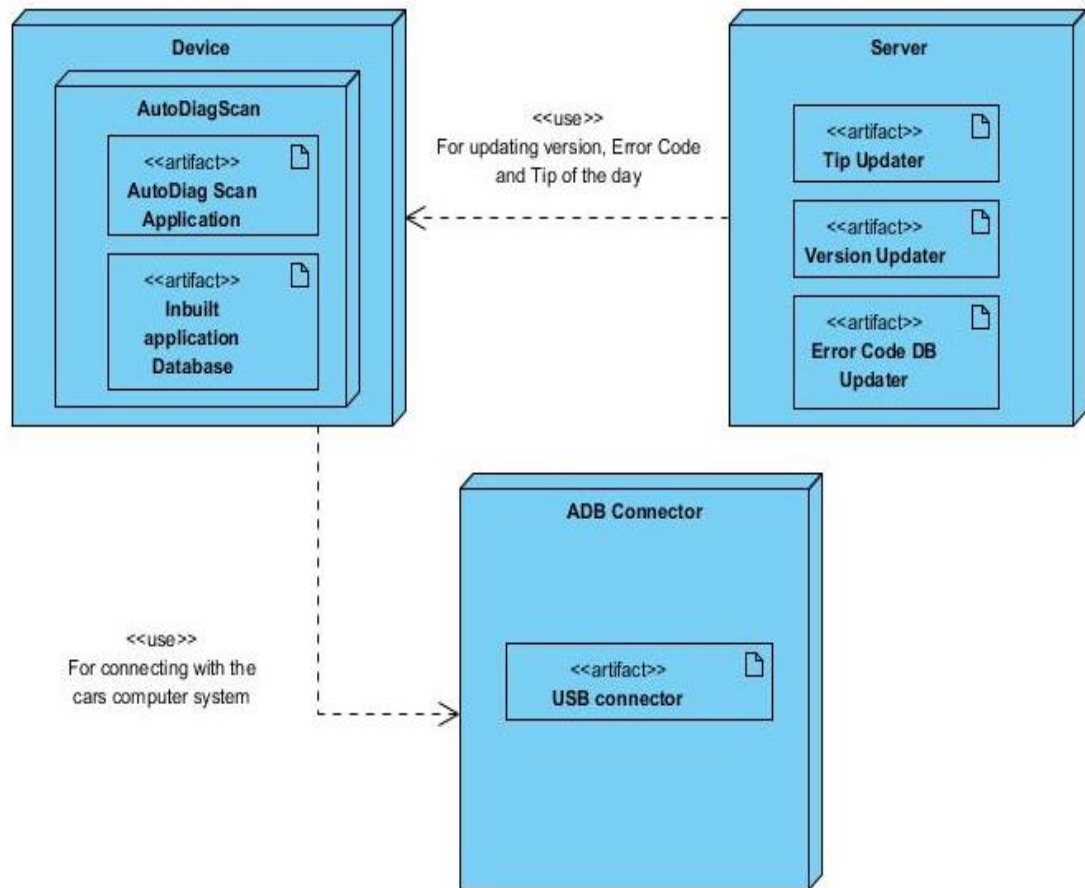 Device
AutoDiagScan
<<artifact>>
AutoDiag Scan
Application
<<artifact>>
Inbuilt
application
Database
<<use>>
For updating version, Error Code
and Tip of the day
Server
<<artifact>>
Tip Updater
<<artifact>>
Version Updater
<<artifact>>
Error Code DB
Updater
<<use>>
For connecting with the
cars computer system
ADB Connector
<<artifact>>
USB connector